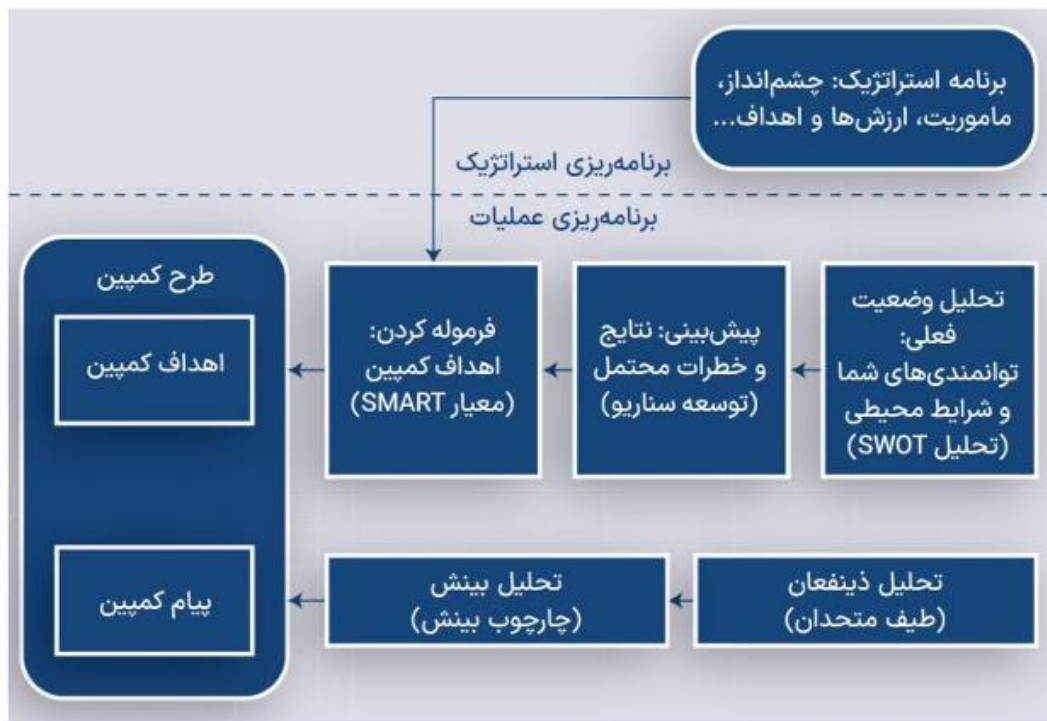 برنامه استراتژیک: چشم‌انداز،
ماموریت، ارزش‌ها و اهداف...
برنامه‌ریزی استراتژیک
برنامه‌ریزی عملیات
تحلیل وضعیت
فعلی:
توانمندی‌های شما
و شرایط محیطی
(تحلیل SWOT)
پیش‌بینی: نتایج
و خطرات محتمل
(توسعه سناریو)
فرموله کردن:
اهداف کمپین
(معیار SMART)
طرح کمپین
اهداف کمپین
تحلیل ذینفعان
(طیف متحدان)
تحلیل بینش
(چارچوب بینش)
پیام کمپین